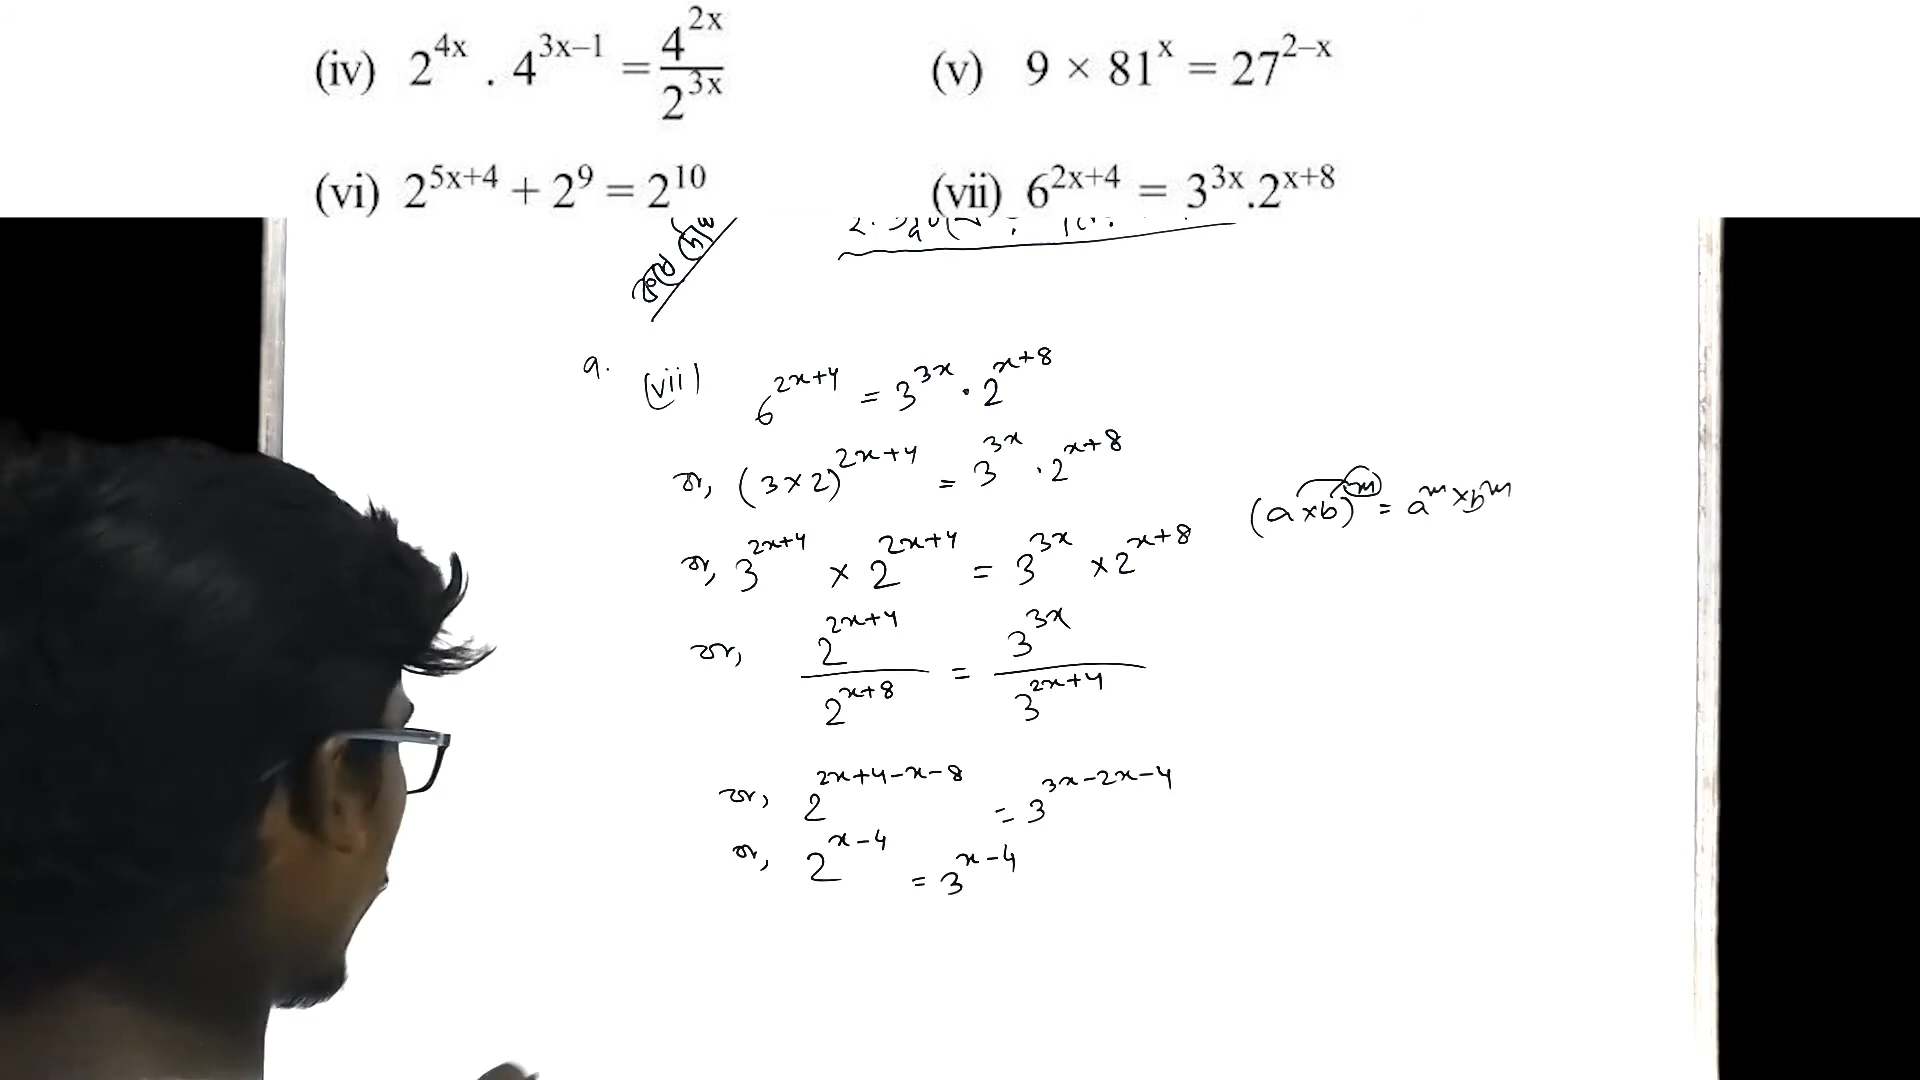 (iv) 2^{4x} . 4^{3x–1} = 4^{2x}/2^{3x} (v) 9 × 81^x = 27^{2–x}
(vi) 2^{5x+4} + 2^9 = 2^{10} (vii) 6^{2x+4} = 3^{3x}.2^{x+8}
9. (vii) 6^{2x+4} = 3^{3x} · 2^{x+8}
বা, (3×2)^{2x+4} = 3^{3x} · 2^{x+8}
(a×b)^m = a^m × b^m
বা, 3^{2x+4} × 2^{2x+4} = 3^{3x} × 2^{x+8}
বা, 2^{2x+4}/2^{x+8} = 3^{3x}/3^{2x+4}
বা, 2^{2x+4-x-8} = 3^{3x-2x-4}
বা, 2^{x-4} = 3^{x-4}